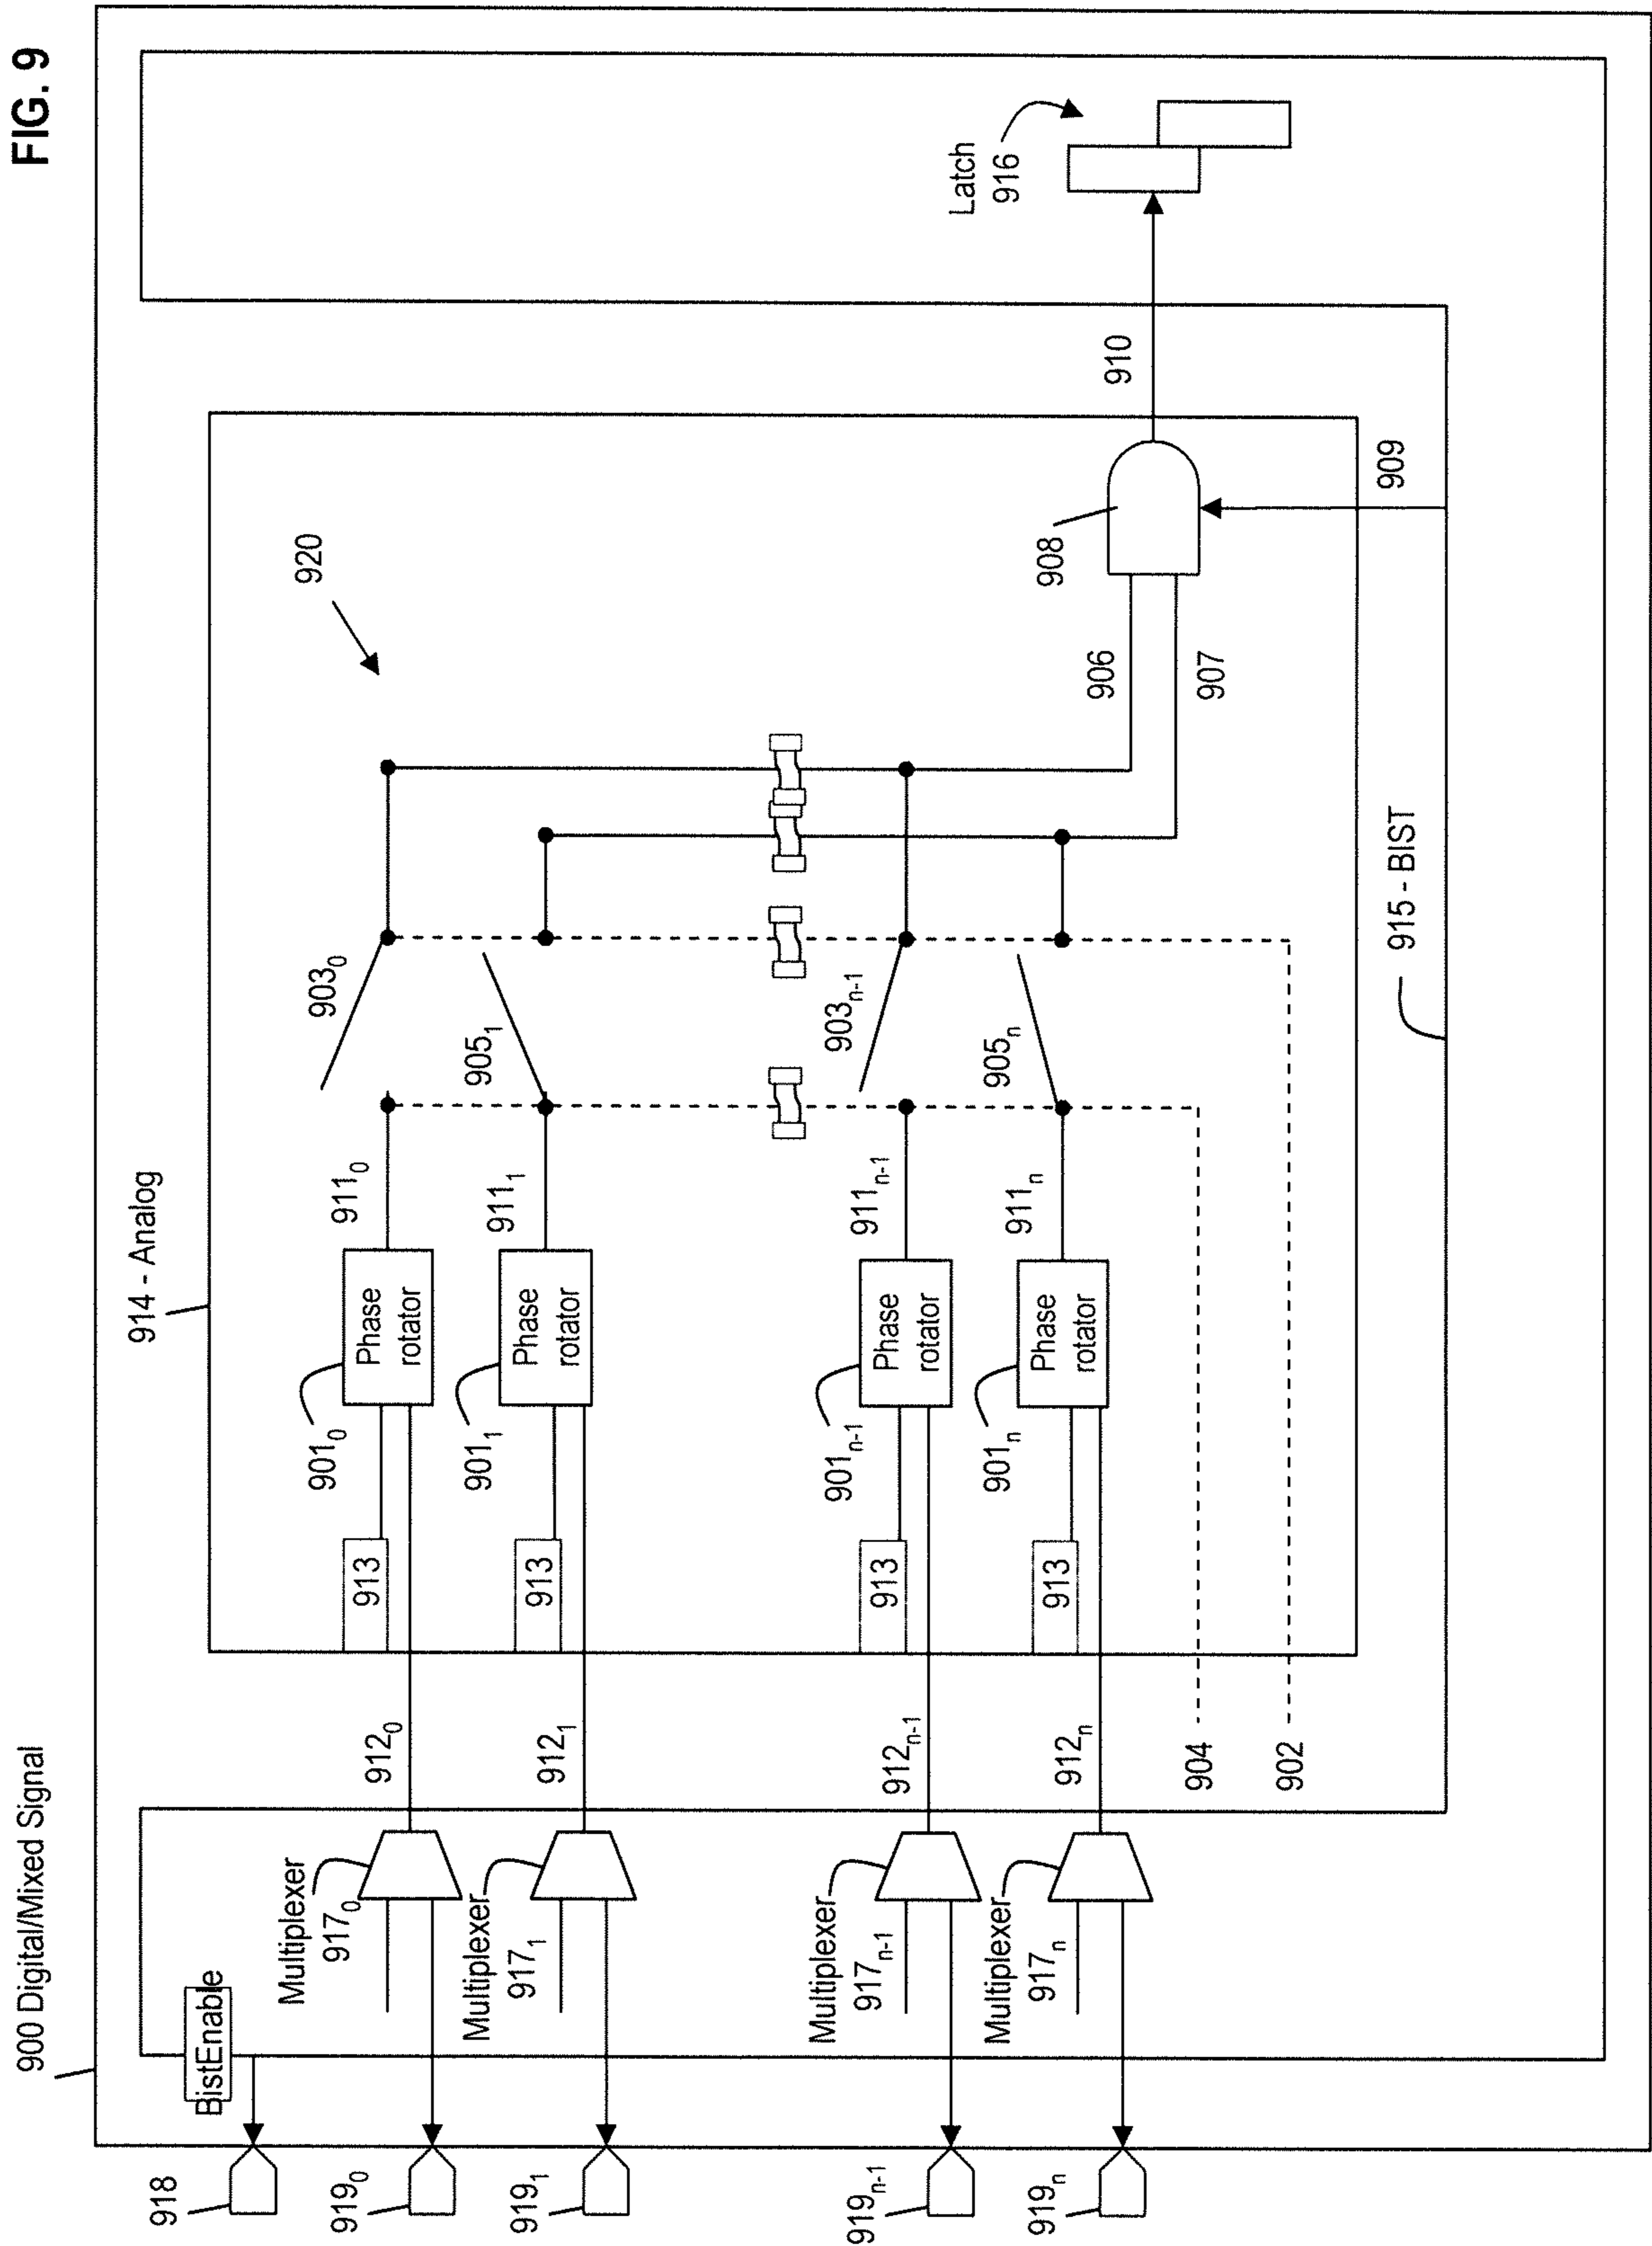 FIG. 9
900 Digital/Mixed Signal
914 - Analog
915 - BIST
BistEnable
918
919₀
919₁
919ₙ₋₁
919ₙ
Multiplexer
917₀
Multiplexer
917₁
Multiplexer
917ₙ₋₁
Multiplexer
917ₙ
912₀
912₁
912ₙ₋₁
912ₙ
904
902
913
913
913
913
901₀
901₁
901ₙ₋₁
901ₙ
Phase
rotator
Phase
rotator
Phase
rotator
Phase
rotator
911₀
911₁
911ₙ₋₁
911ₙ
903₀
905₁
903ₙ₋₁
905ₙ
920
906
907
908
909
910
Latch
916